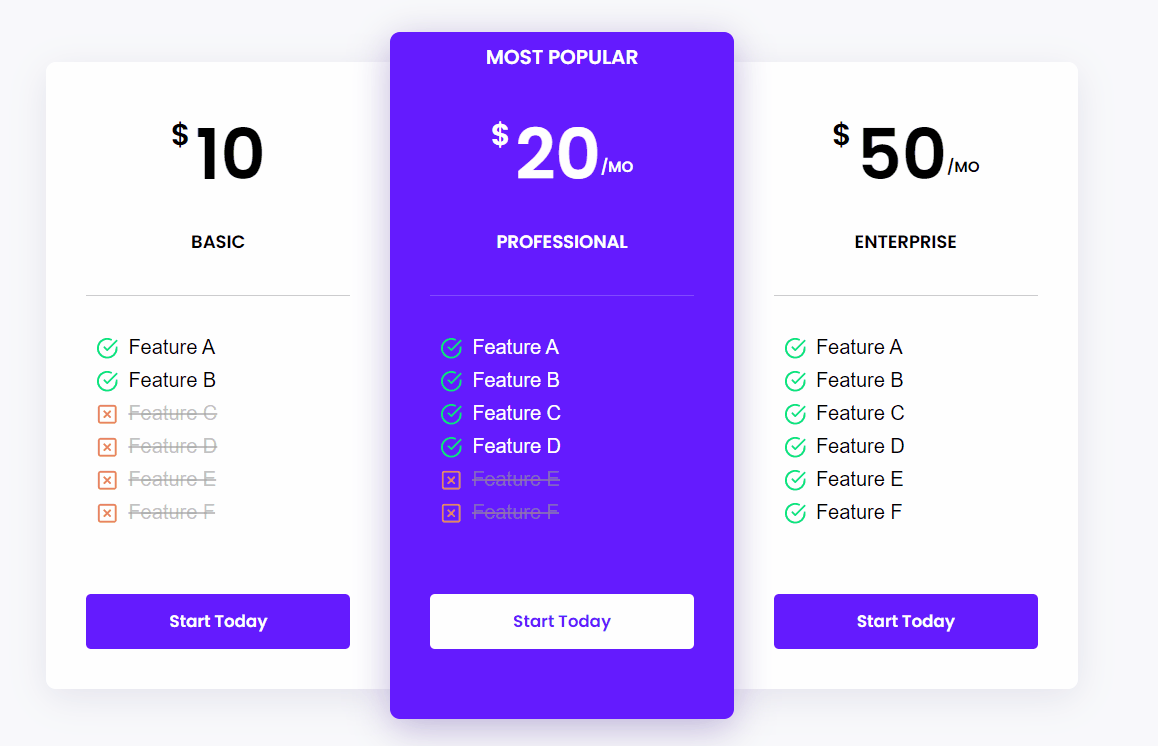 $10
BASIC
Feature A
Feature B
Feature C
Feature D
Feature E
Feature F
Start Today
MOST POPULAR
$20/MO
PROFESSIONAL
Feature A
Feature B
Feature C
Feature D
Feature E
Feature F
Start Today
$50/MO
ENTERPRISE
Feature A
Feature B
Feature C
Feature D
Feature E
Feature F
Start Today